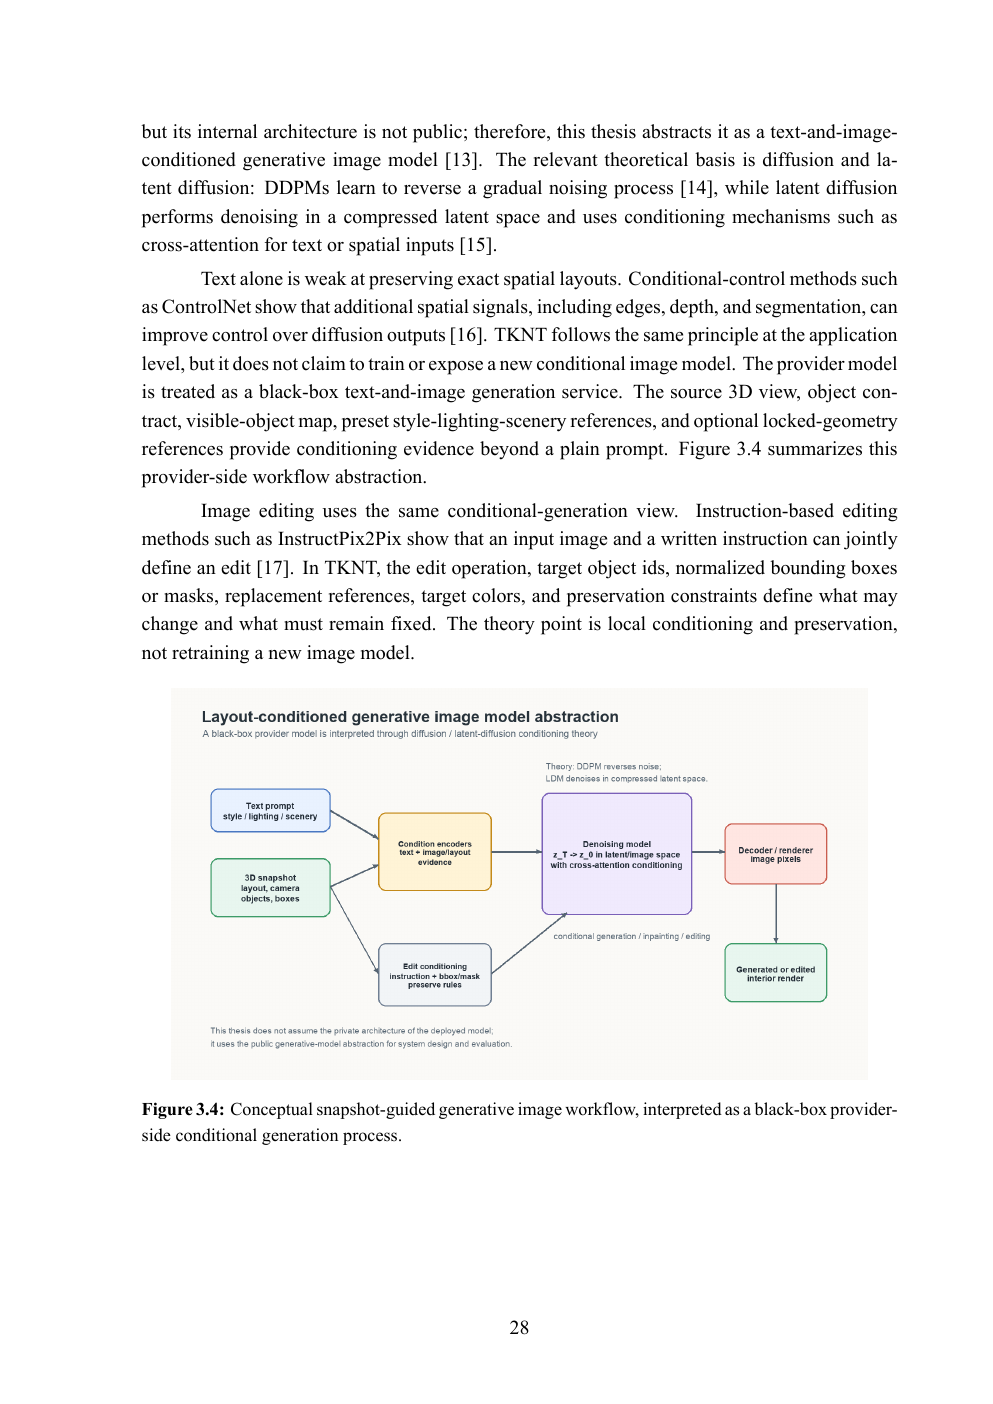 but its internal architecture is not public; therefore, this thesis abstracts it as a text-and-image-
conditioned generative image model [13]. The relevant theoretical basis is diffusion and la-
tent diffusion: DDPMs learn to reverse a gradual noising process [14], while latent diffusion
performs denoising in a compressed latent space and uses conditioning mechanisms such as
cross-attention for text or spatial inputs [15].
Text alone is weak at preserving exact spatial layouts. Conditional-control methods such
as ControlNet show that additional spatial signals, including edges, depth, and segmentation, can
improve control over diffusion outputs [16]. TKNT follows the same principle at the application
level, but it does not claim to train or expose a new conditional image model. The provider model
is treated as a black-box text-and-image generation service. The source 3D view, object con-
tract, visible-object map, preset style-lighting-scenery references, and optional locked-geometry
references provide conditioning evidence beyond a plain prompt. Figure 3.4 summarizes this
provider-side workflow abstraction.
Image editing uses the same conditional-generation view. Instruction-based editing
methods such as InstructPix2Pix show that an input image and a written instruction can jointly
define an edit [17]. In TKNT, the edit operation, target object ids, normalized bounding boxes
or masks, replacement references, target colors, and preservation constraints define what may
change and what must remain fixed. The theory point is local conditioning and preservation,
not retraining a new image model.
Layout-conditioned generative image model abstraction
A black-box provider model is interpreted through diffusion / latent-diffusion conditioning theory
Theory: DDPM reverses noise;
LDM denoises in compressed latent space.
Text prompt
style / lighting / scenery
3D snapshot
layout, camera
objects, boxes
Condition encoders
text + image/layout
evidence
Edit conditioning
instruction + bbox/mask
preserve rules
Denoising model
z_T -> z_0 in latent/image space
with cross-attention conditioning
conditional generation / inpainting / editing
Decoder / renderer
image pixels
Generated or edited
interior render
This thesis does not assume the private architecture of the deployed model;
it uses the public generative-model abstraction for system design and evaluation.
Figure 3.4: Conceptual snapshot-guided generative image workflow, interpreted as a black-box provider-
side conditional generation process.
28